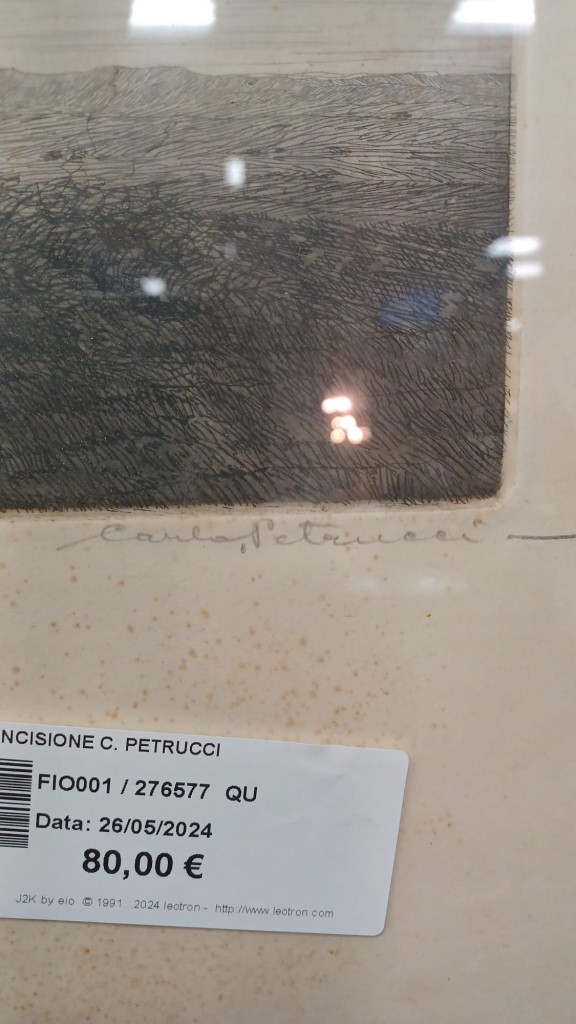 Carlo Petrucci
NCISIONE C. PETRUCCI
FIO001 / 276577 QU
Data: 26/05/2024
80,00 €
J2K by eio © 1991...2024 leotron - http://www.leotron.com